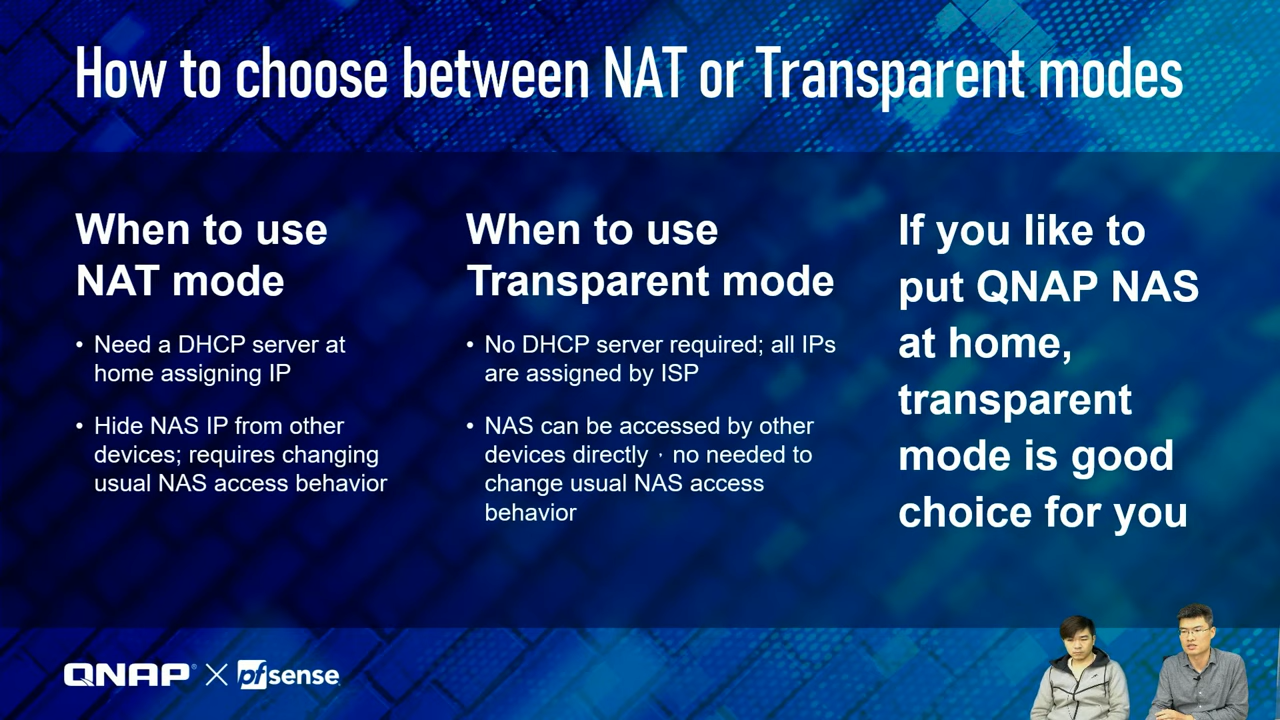 How to choose between NAT or Transparent modes
When to use
NAT mode
• Need a DHCP server at
home assigning IP
• Hide NAS IP from other
devices; requires changing
usual NAS access behavior
When to use
Transparent mode
• No DHCP server required; all IPs
are assigned by ISP
• NAS can be accessed by other
devices directly，no needed to
change usual NAS access
behavior
If you like to
put QNAP NAS
at home,
transparent
mode is good
choice for you
QNAP® X pfsense